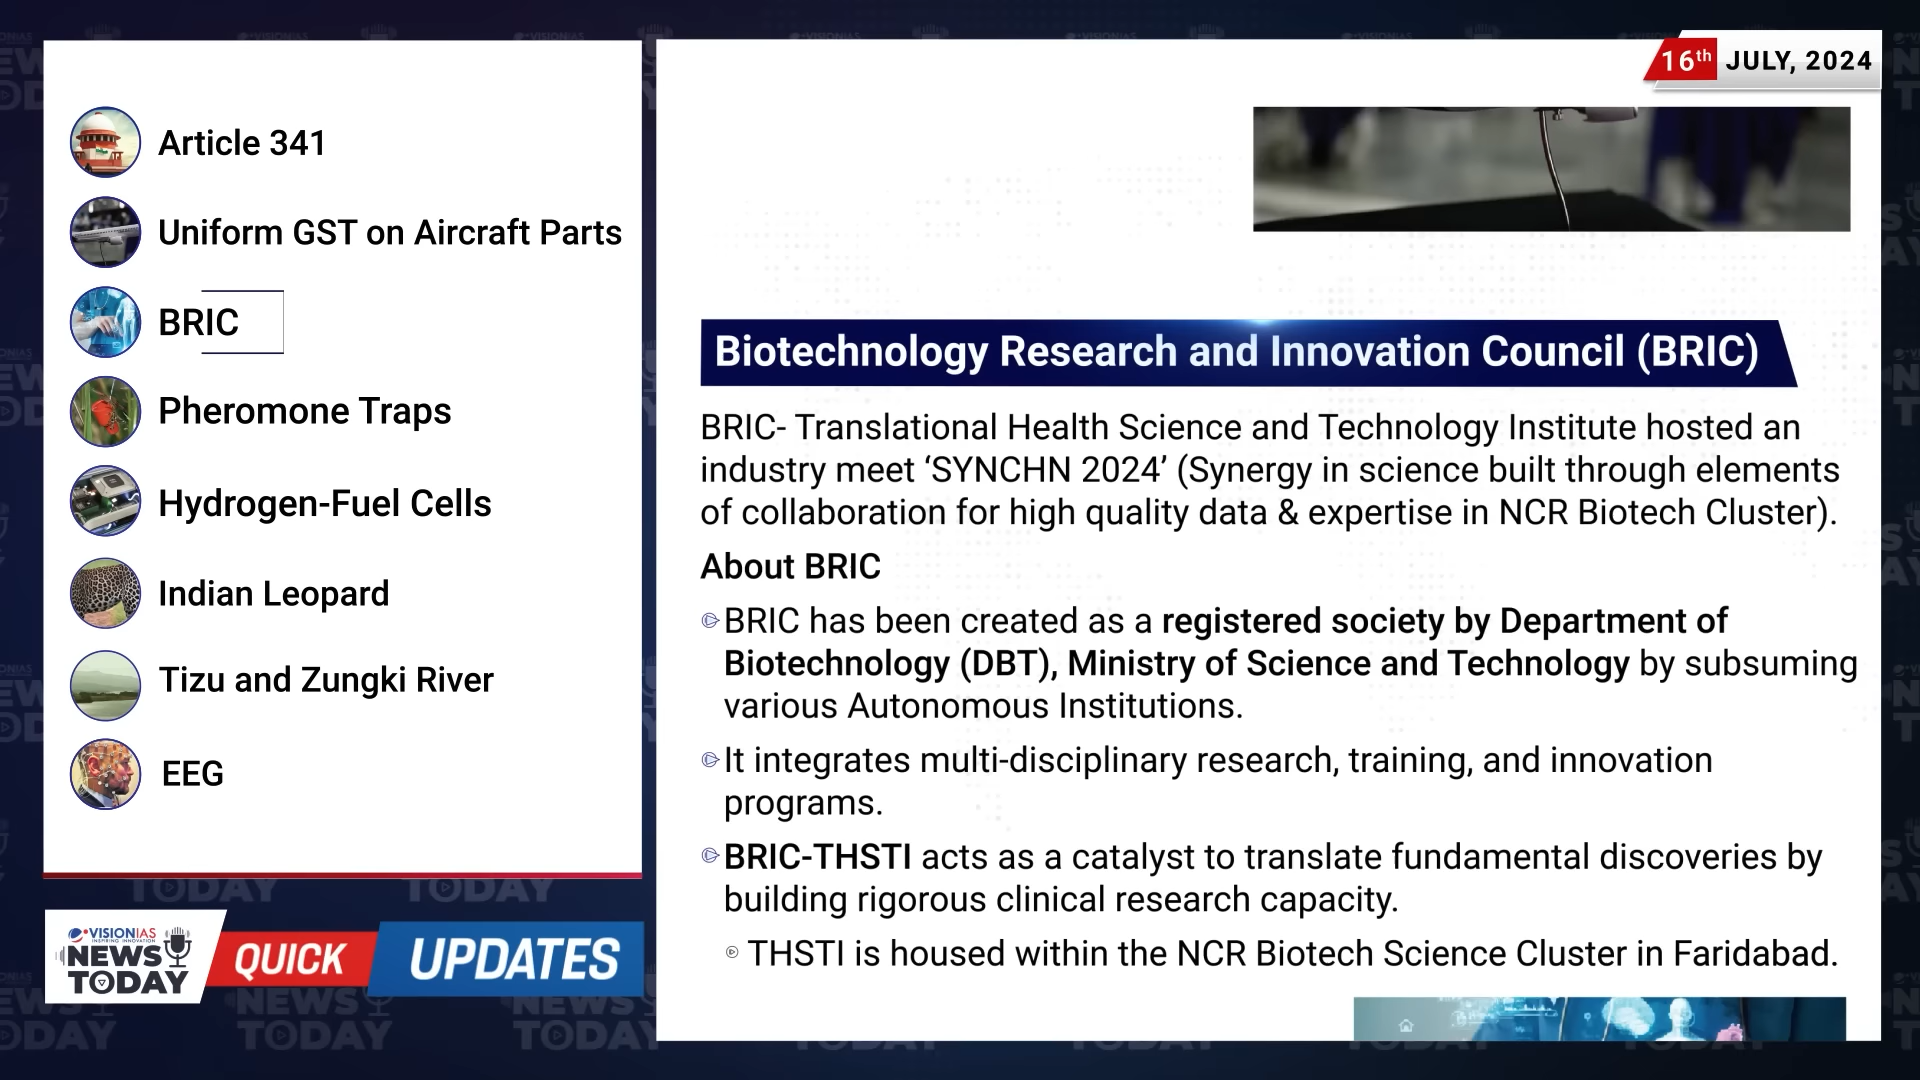 16th JULY, 2024
Article 341
Uniform GST on Aircraft Parts
BRIC
Pheromone Traps
Hydrogen-Fuel Cells
Indian Leopard
Tizu and Zungki River
EEG
VISIONIAS
INSPIRING INNOVATION
NEWS
TODAY
QUICK UPDATES
Biotechnology Research and Innovation Council (BRIC)
BRIC- Translational Health Science and Technology Institute hosted an
industry meet ‘SYNCHN 2024’ (Synergy in science built through elements
of collaboration for high quality data & expertise in NCR Biotech Cluster).
About BRIC
BRIC has been created as a registered society by Department of
Biotechnology (DBT), Ministry of Science and Technology by subsuming
various Autonomous Institutions.
It integrates multi-disciplinary research, training, and innovation
programs.
BRIC-THSTI acts as a catalyst to translate fundamental discoveries by
building rigorous clinical research capacity.
THSTI is housed within the NCR Biotech Science Cluster in Faridabad.